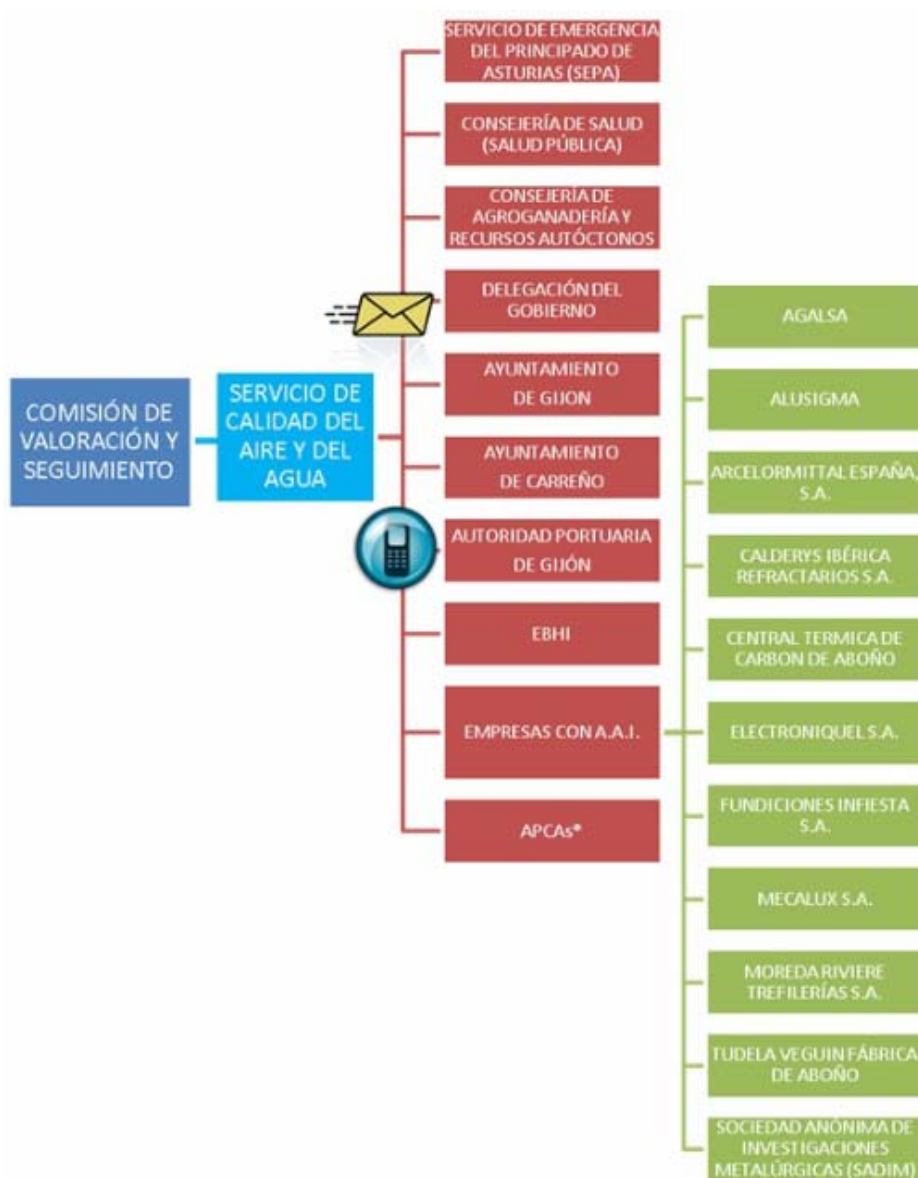 COMISIÓN DE
VALORACIÓN Y
SEGUIMIENTO
SERVICIO DE
CALIDAD DEL
AIRE Y DEL
AGUA
SERVICIO DE EMERGENCIA
DEL PRINCIPADO DE
ASTURIAS (SEPA)
CONSEJERÍA DE SALUD
(SALUD PÚBLICA)
CONSEJERÍA DE
AGROGANADERÍA Y
RECURSOS AUTÓCTONOS
DELEGACIÓN DEL
GOBIERNO
AYUNTAMIENTO
DE GIJON
AYUNTAMIENTO
DE CARREÑO
AUTORIDAD PORTUARIA
DE GIJÓN
EBHI
EMPRESAS CON A.A.I.
APCAs*
AGALSA
ALUSIGMA
ARCELORMITTAL ESPAÑA,
S.A.
CALDERYS IBÉRICA
REFRACTARIOS S.A.
CENTRAL TERMICA DE
CARBON DE ABOÑO
ELECTRONIQUEL S.A.
FUNDICIONES INFIESTA
S.A.
MECALUX S.A.
MOREDA RIVIERE
TREFILERÍAS S.A.
TUDELA VEGUIN FÁBRICA
DE ABOÑO
SOCIEDAD ANÓNIMA DE
INVESTIGACIONES
METALÚRGICAS (SADIM)